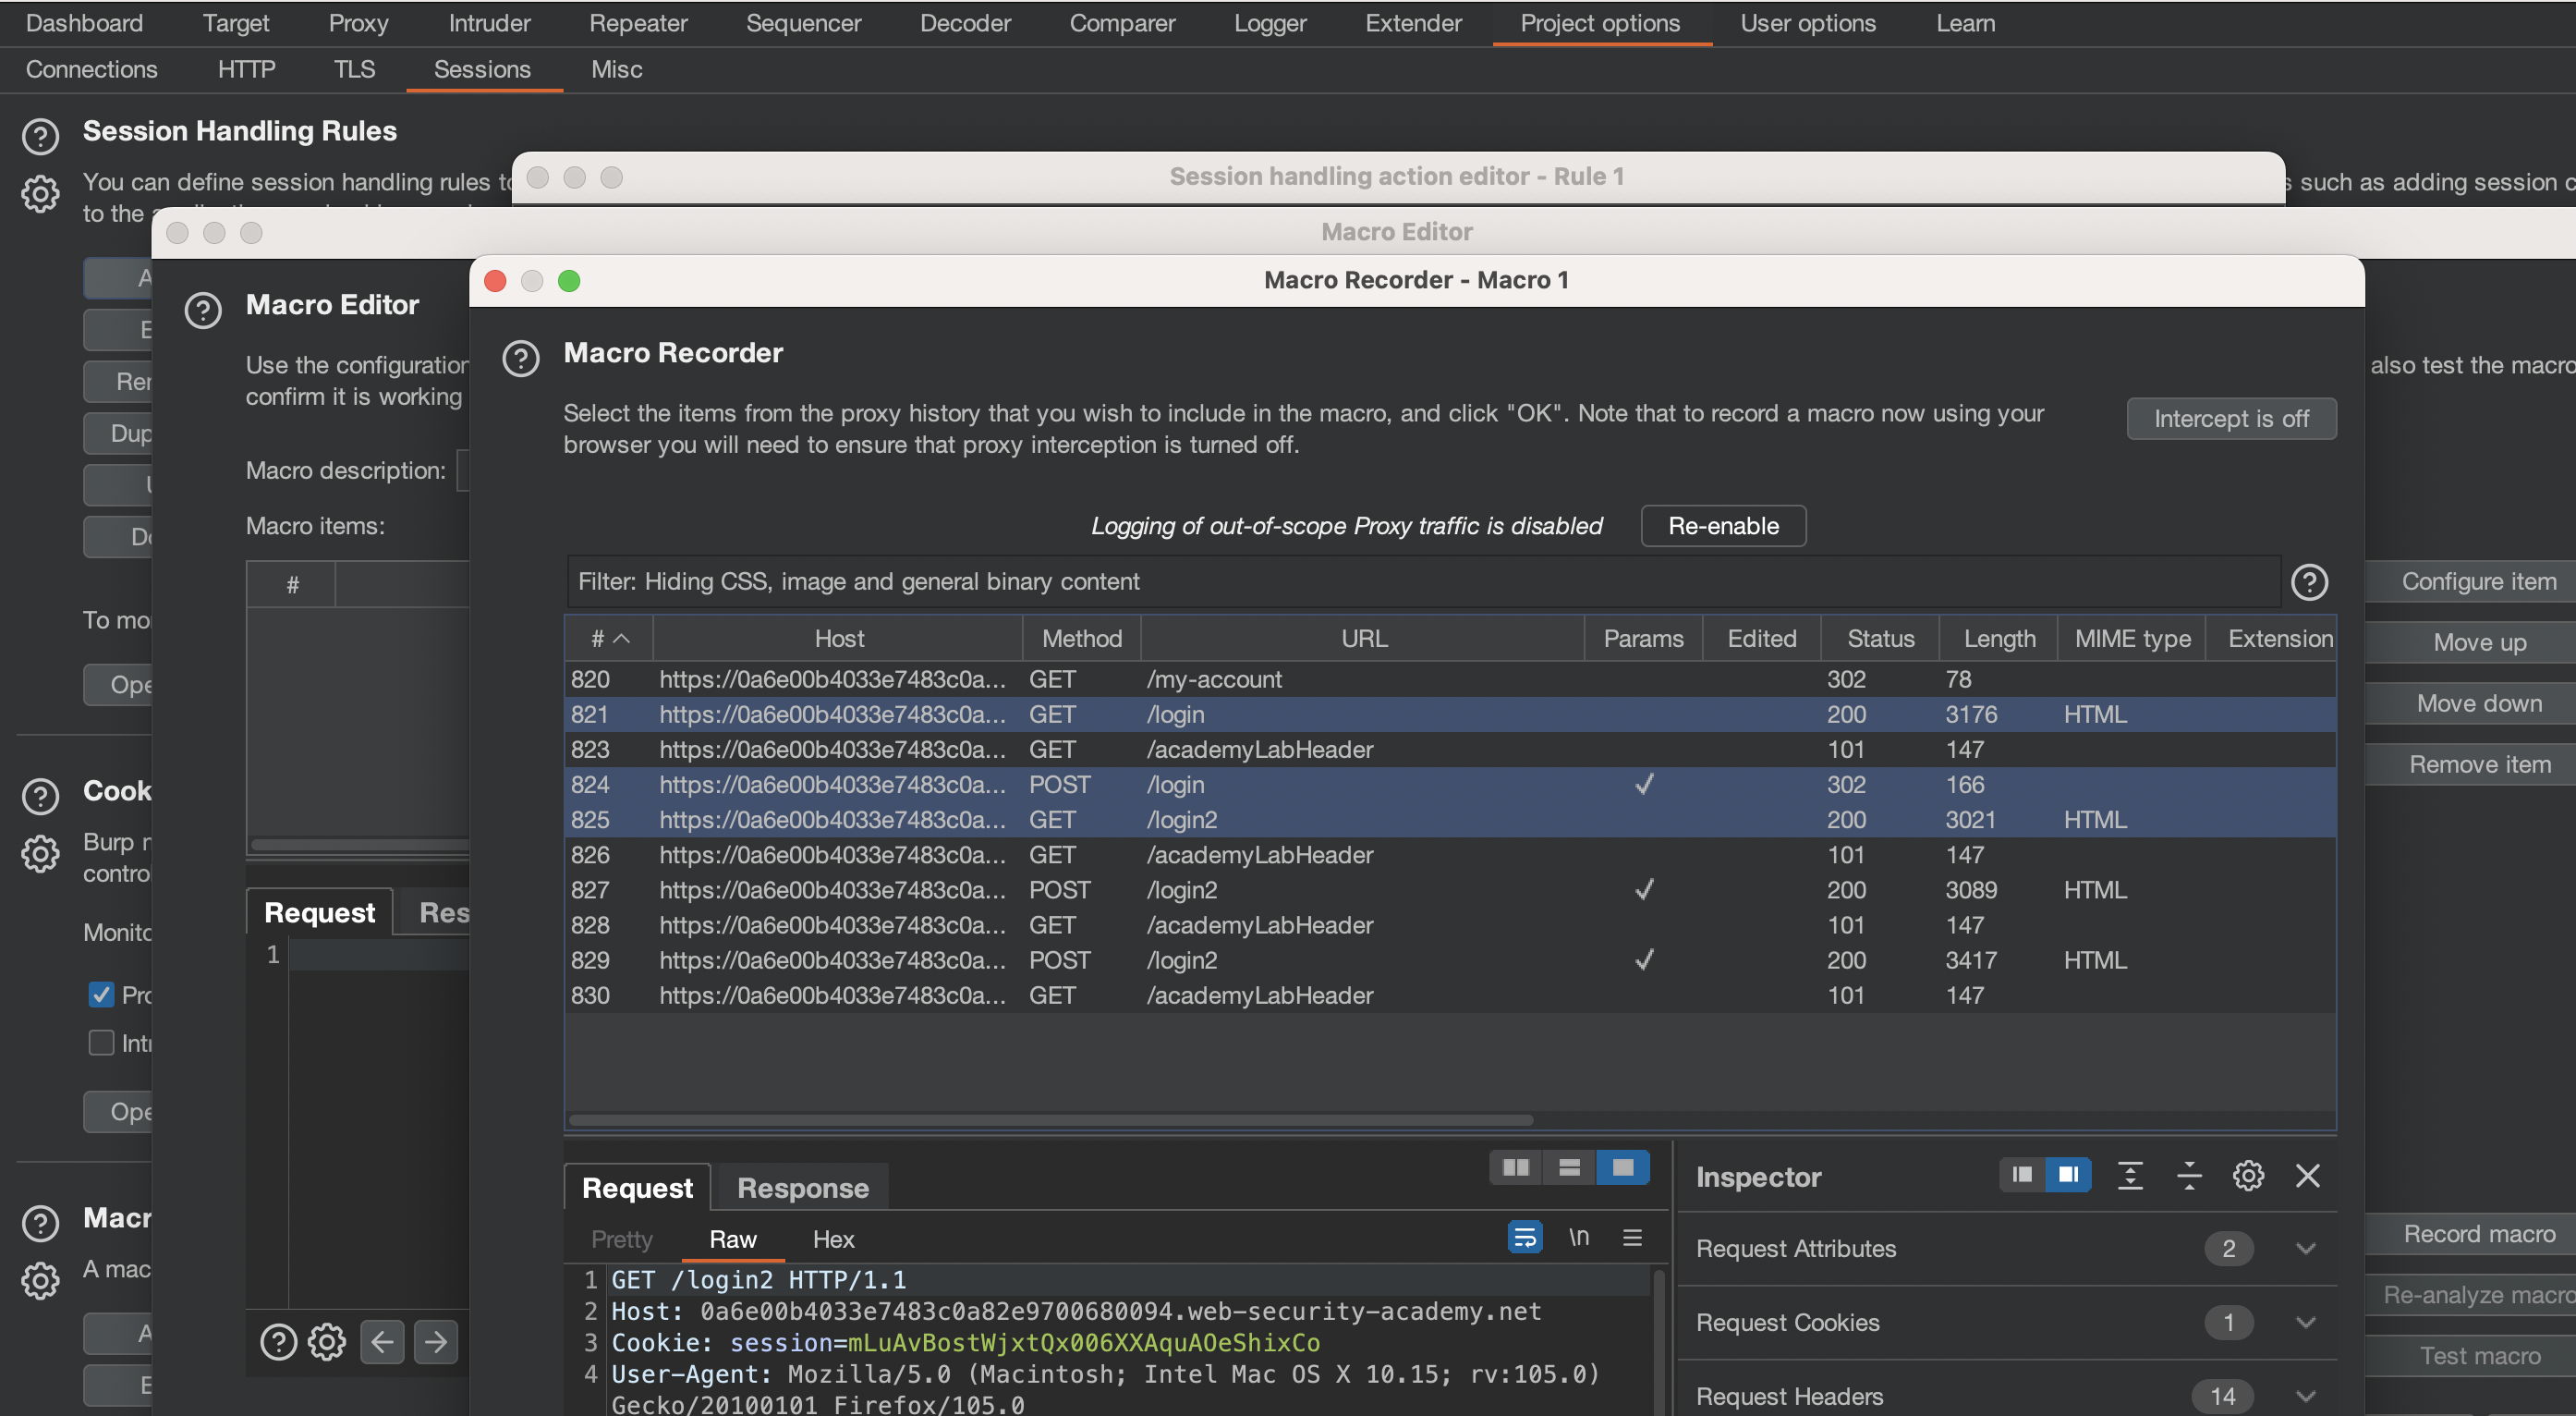 Dashboard Target Proxy Intruder Repeater Sequencer Decoder Comparer Logger Extender Project options User options Learn
Connections HTTP TLS Sessions Misc
Session Handling Rules
You can define session handling rules to
s such as adding session c
to the
Session handling action editor - Rule 1
Macro Editor
Macro Editor
Use the configuration
confirm it is working
also test the macro
Macro description:
Macro items:
#
Configure item
Move up
Move down
Remove item
Request Res
1
Macro Recorder - Macro 1
Macro Recorder
Select the items from the proxy history that you wish to include in the macro, and click "OK". Note that to record a macro now using your
browser you will need to ensure that proxy interception is turned off.
Intercept is off
Logging of out-of-scope Proxy traffic is disabled Re-enable
Filter: Hiding CSS, image and general binary content
# Host Method URL Params Edited Status Length MIME type Extension
820 https://0a6e00b4033e7483c0a... GET /my-account 302 78
821 https://0a6e00b4033e7483c0a... GET /login 200 3176 HTML
823 https://0a6e00b4033e7483c0a... GET /academyLabHeader 101 147
824 https://0a6e00b4033e7483c0a... POST /login ✓ 302 166
825 https://0a6e00b4033e7483c0a... GET /login2 200 3021 HTML
826 https://0a6e00b4033e7483c0a... GET /academyLabHeader 101 147
827 https://0a6e00b4033e7483c0a... POST /login2 ✓ 200 3089 HTML
828 https://0a6e00b4033e7483c0a... GET /academyLabHeader 101 147
829 https://0a6e00b4033e7483c0a... POST /login2 ✓ 200 3417 HTML
830 https://0a6e00b4033e7483c0a... GET /academyLabHeader 101 147
Request Response
Pretty Raw Hex \n
1 GET /login2 HTTP/1.1
2 Host: 0a6e00b4033e7483c0a82e9700680094.web-security-academy.net
3 Cookie: session=mLuAvBostWjxtQx006XXAquAOeShixCo
4 User-Agent: Mozilla/5.0 (Macintosh; Intel Mac OS X 10.15; rv:105.0)
Gecko/20100101 Firefox/105.0
Inspector
Request Attributes 2
Request Cookies 1
Request Headers 14
A
E
Rer
Dup
To mo
Ope
Cook
Burp
contro
Monito
Pro
Int
Ope
Macr
A mac
A
E
Record macro
Re-analyze macro
Test macro